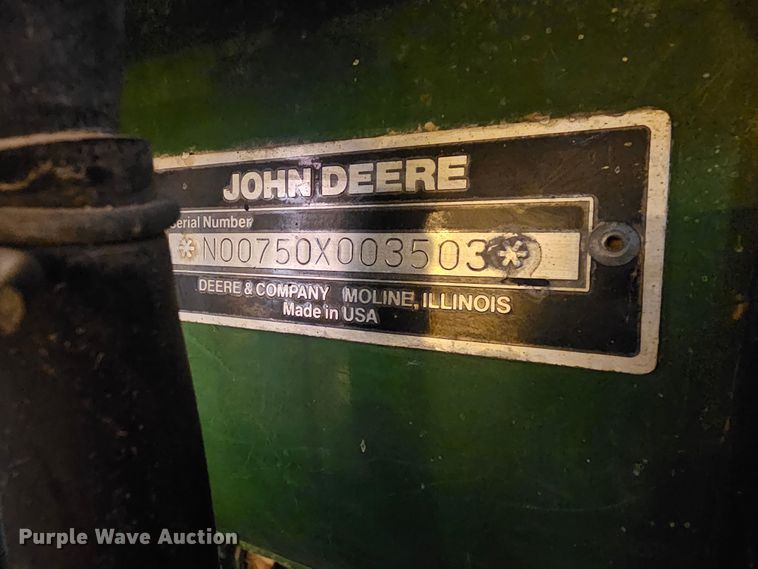 JOHN DEERE
Serial Number
*N00750X003503*
DEERE & COMPANY MOLINE, ILLINOIS
Made in USA
Purple Wave Auction